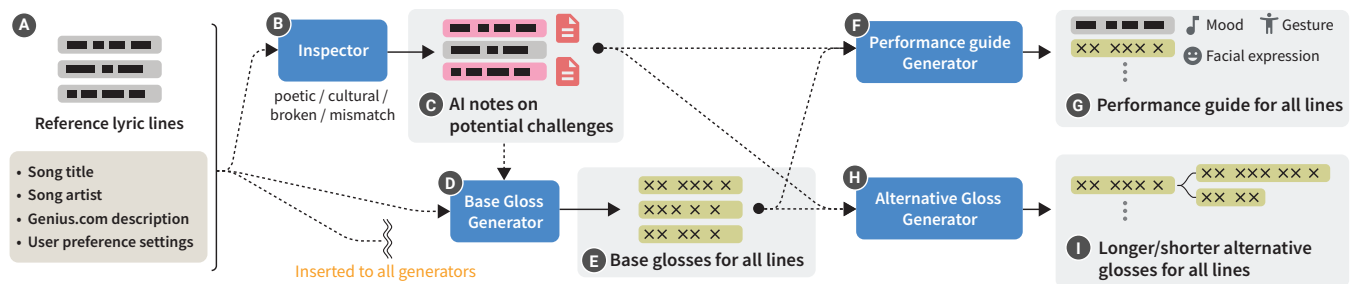 A
Reference lyric lines
• Song title
• Song artist
• Genius.com description
• User preference settings
B
Inspector
poetic / cultural /
broken / mismatch
C AI notes on
potential challenges
D
Base Gloss
Generator
Inserted to all generators
×× ××× ×
××× × ××
×× ××× ×
E Base glosses for all lines
F
Performance guide
Generator
×× ××× ×
Mood
Gesture
Facial expression
G Performance guide for all lines
H
Alternative Gloss
Generator
×× ××× ×
×× ××× ×× ×
×× ××
I Longer/shorter alternative
glosses for all lines